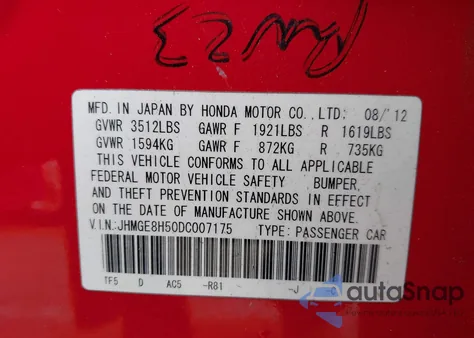 MFD. IN JAPAN BY HONDA MOTOR CO., LTD: 08/'12
GVWR 3512LBS GAWR F 1921LBS R 1619LBS
GVWR 1594KG GAWR F 872KG R 735KG
THIS VEHICLE CONFORMS TO ALL APPLICABLE
FEDERAL MOTOR VEHICLE SAFETY BUMPER,
AND THEFT PREVENTION STANDARDS IN EFFECT
ON THE DATE OF MANUFACTURE SHOWN ABOVE.
V.I.N: JHMGE8H50DC007175 TYPE: PASSENGER CAR
TF5 D AC5 -R81 -J
autoSnap